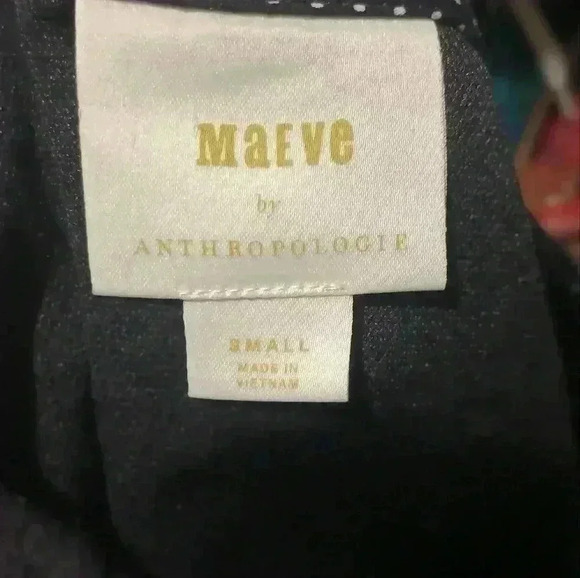 MaEve
by
ANTHROPOLOGIE
SMALL
MADE IN
VIETNAM